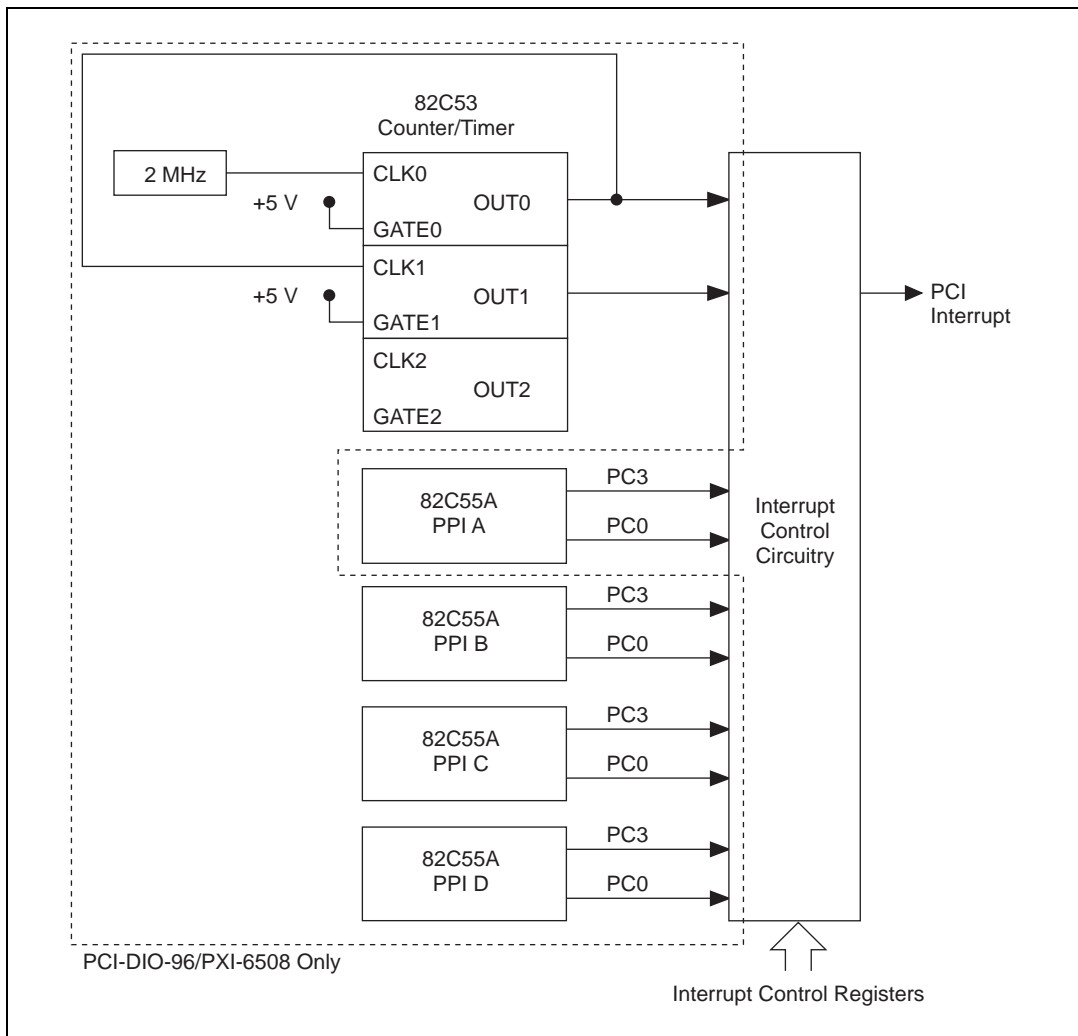 82C53
Counter/Timer
2 MHz
CLK0
OUT0
+5 V
GATE0
CLK1
OUT1
+5 V
GATE1
CLK2
OUT2
GATE2
PCI
Interrupt
82C55A
PPI A
PC3
PC0
Interrupt
Control
Circuitry
82C55A
PPI B
PC3
PC0
82C55A
PPI C
PC3
PC0
82C55A
PPI D
PC3
PC0
PCI-DIO-96/PXI-6508 Only
Interrupt Control Registers